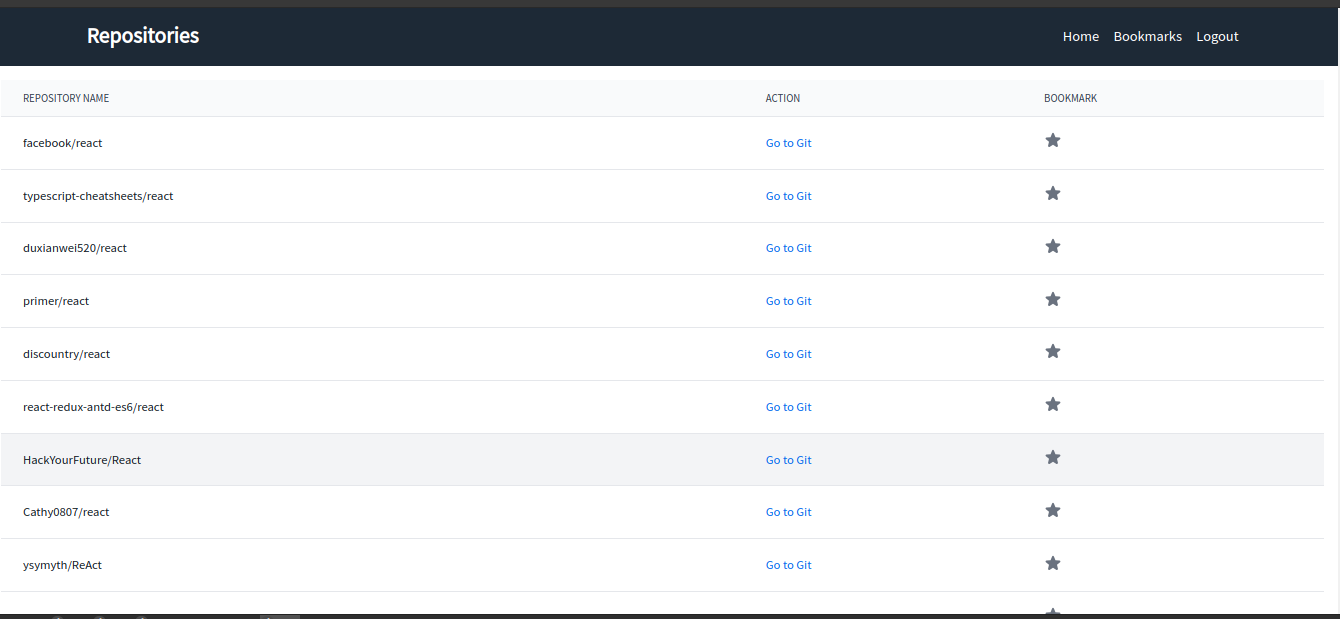 Repositories Home Bookmarks Logout
REPOSITORY NAME ACTION BOOKMARK
facebook/react Go to Git
typescript-cheatsheets/react Go to Git
duxianwei520/react Go to Git
primer/react Go to Git
discountry/react Go to Git
react-redux-antd-es6/react Go to Git
HackYourFuture/React Go to Git
Cathy0807/react Go to Git
ysymyth/ReAct Go to Git